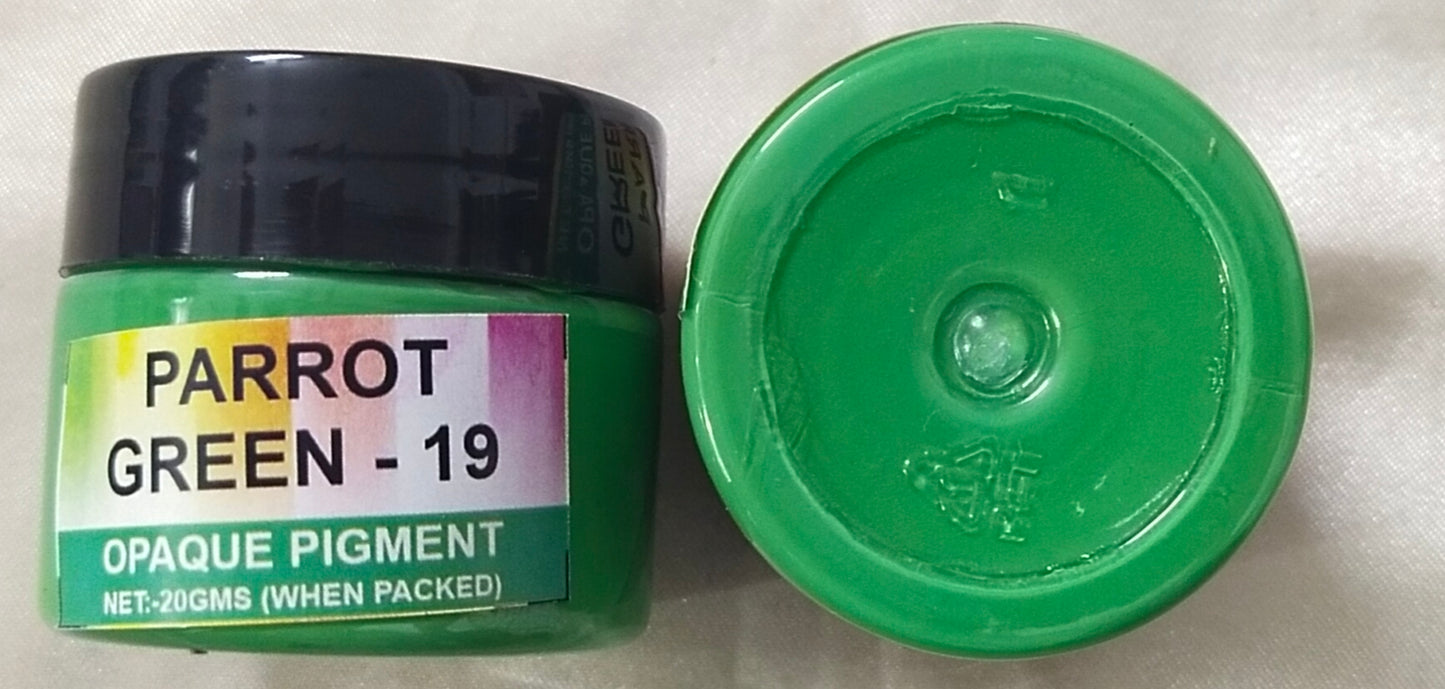 PARROT
GREEN - 19
OPAQUE PIGMENT
NET:-20GMS (WHEN PACKED)